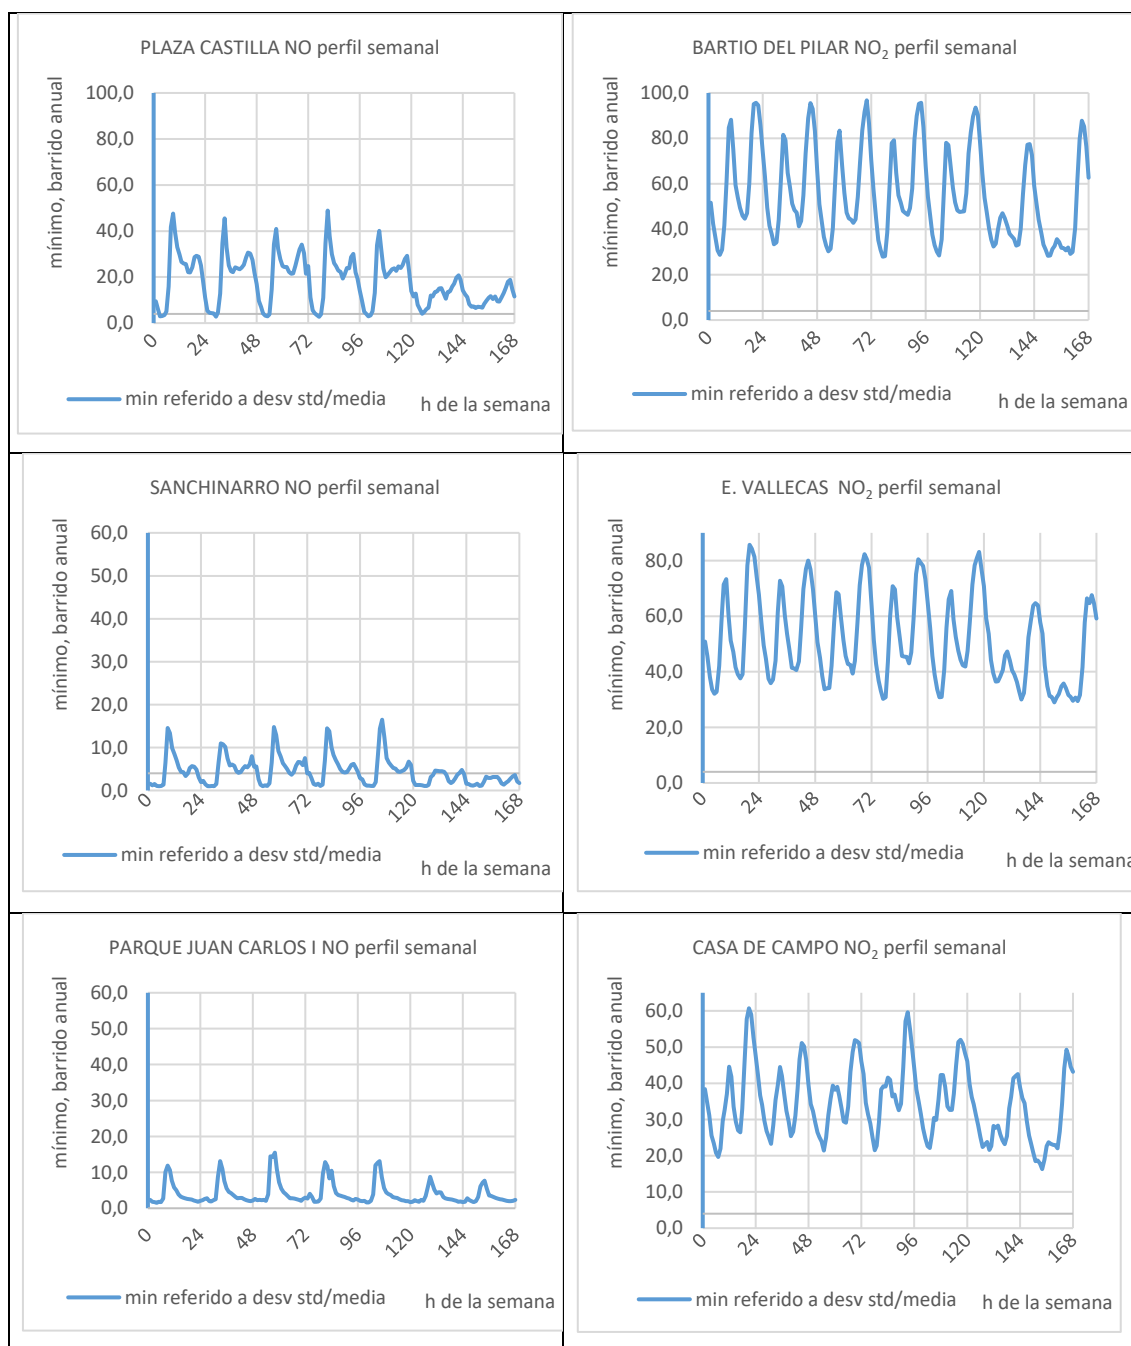 PLAZA CASTILLA NO perfil semanal
mínimo, barrido anual
100,0
80,0
60,0
40,0
20,0
0,0
0 24 48 72 96 120 144 168
min referido a desv std/media
h de la semana
BARTIO DEL PILAR NO₂ perfil semanal
mínimo, barrido anual
100,0
80,0
60,0
40,0
20,0
0,0
0 24 48 72 96 120 144 168
min referido a desv std/media
h de la semana
SANCHINARRO NO perfil semanal
mínimo, barrido anual
60,0
50,0
40,0
30,0
20,0
10,0
0,0
0 24 48 72 96 120 144 168
min referido a desv std/media
h de la semana
E. VALLECAS NO₂ perfil semanal
mínimo, barrido anual
80,0
60,0
40,0
20,0
0,0
0 24 48 72 96 120 144 168
min referido a desv std/media
h de la semana
PARQUE JUAN CARLOS I NO perfil semanal
mínimo, barrido anual
60,0
50,0
40,0
30,0
20,0
10,0
0,0
0 24 48 72 96 120 144 168
min referido a desv std/media
h de la semana
CASA DE CAMPO NO₂ perfil semanal
mínimo, barrido anual
60,0
50,0
40,0
30,0
20,0
10,0
0,0
0 24 48 72 96 120 144 168
min referido a desv std/media
h de la semana